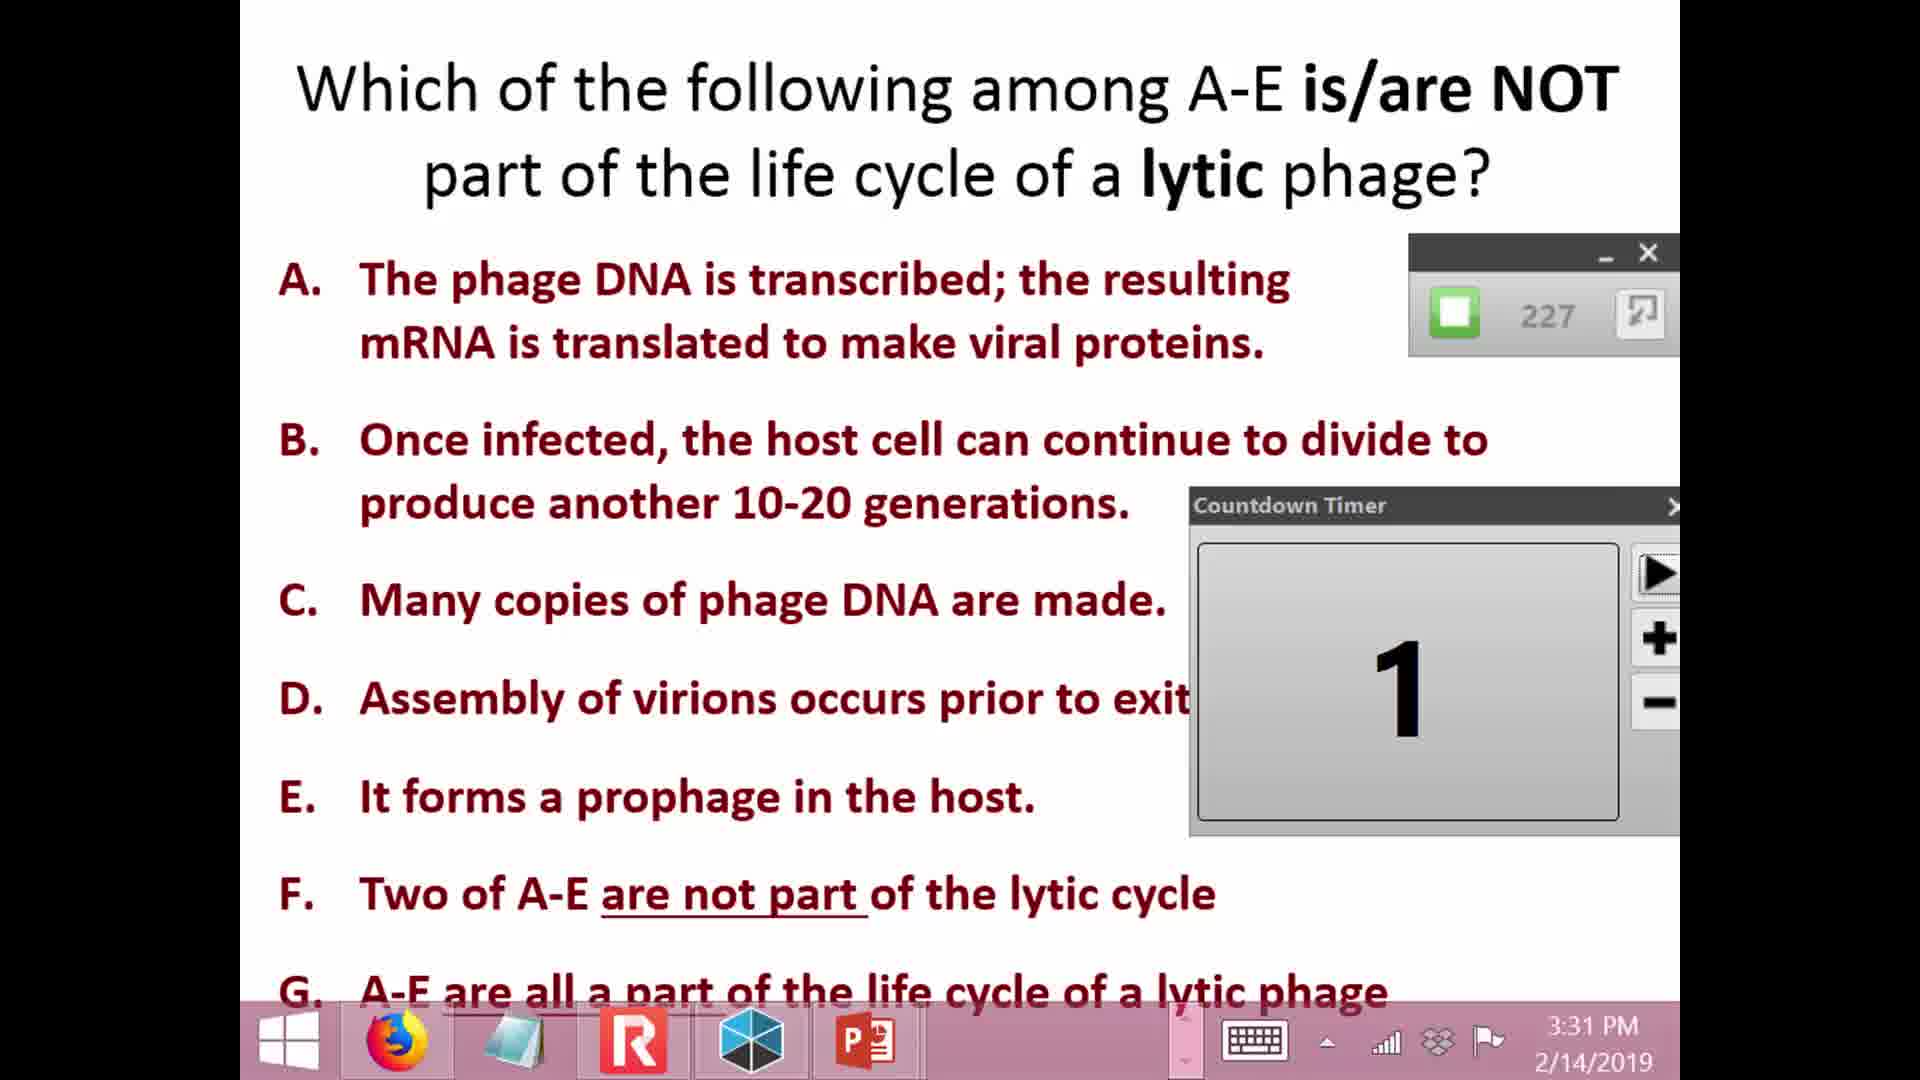 Which of the following among A-E is/are NOT
part of the life cycle of a lytic phage?
A. The phage DNA is transcribed; the resulting
mRNA is translated to make viral proteins.
227
B. Once infected, the host cell can continue to divide to
produce another 10-20 generations.
Countdown Timer
C. Many copies of phage DNA are made.
1
D. Assembly of virions occurs prior to exit
E. It forms a prophage in the host.
F. Two of A-E are not part of the lytic cycle
G. A-E are all a part of the life cycle of a lytic phage
3:31 PM
2/14/2019